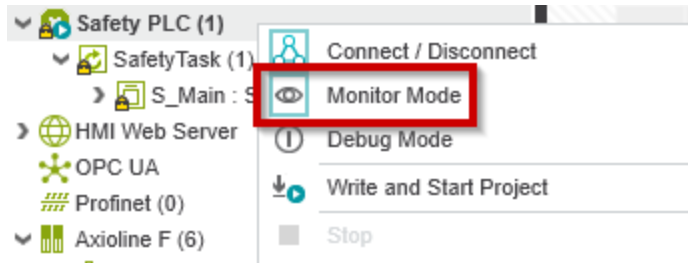 Safety PLC (1)
SafetyTask (1)
Connect / Disconnect
S_Main : S
Monitor Mode
HMI Web Server
Debug Mode
OPC UA
Profinet (0)
Write and Start Project
Axioline F (6)
Stop